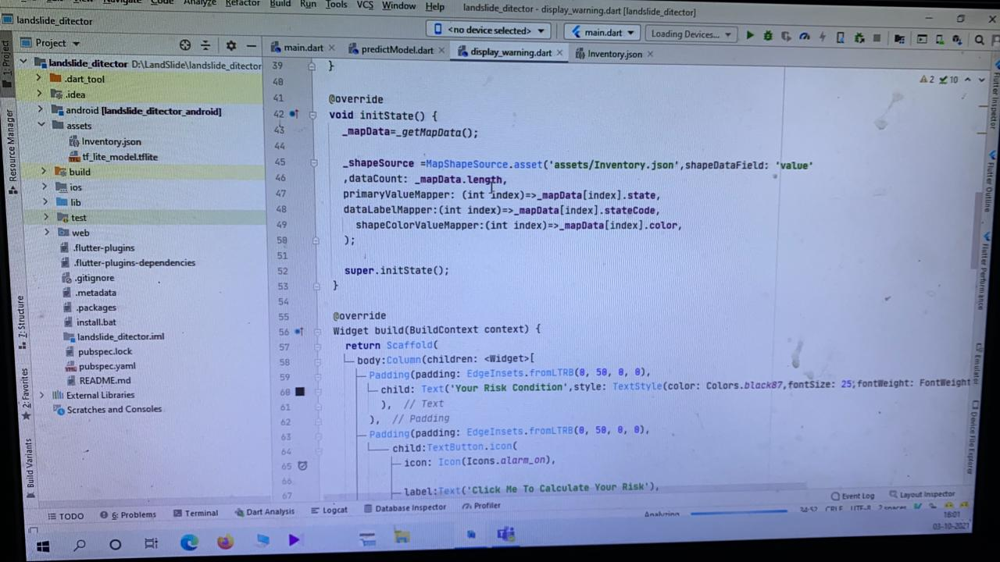 Navigate Code Analyze Refactor Build Run Tools VCS Window Help landslide_ditector - display_warning.dart [landslide_ditector]
landslide_ditector
<no device selected> main.dart Loading Devices...
Project
main.dart predictModel.dart display_warning.dart Inventory.json
landslide_ditector D:\LandSlide\landslide_ditector
.dart_tool
.idea
android [landslide_ditector_android]
assets
Inventory.json
tf_lite_model.tflite
build
ios
lib
test
web
.flutter-plugins
.flutter-plugins-dependencies
.gitignore
.metadata
.packages
install.bat
landslide_ditector.iml
pubspec.lock
pubspec.yaml
README.md
External Libraries
Scratches and Consoles
1: Project
Resource Manager
7: Structure
2: Favorites
Build Variants
2 10
39 }
40
41 @override
42 void initState() {
43 _mapData=_getMapData();
44
45 _shapeSource =MapShapeSource.asset('assets/Inventory.json',shapeDataField: 'value'
46 ,dataCount: _mapData.length,
47 primaryValueMapper: (int index)=>_mapData[index].state,
48 dataLabelMapper:(int index)=>_mapData[index].stateCode,
49 shapeColorValueMapper:(int index)=>_mapData[index].color,
50 );
51
52 super.initState();
53 }
54
55 @override
56 Widget build(BuildContext context) {
57 return Scaffold(
58 body:Column(children: <Widget>[
59 Padding(padding: EdgeInsets.fromLTRB(0, 50, 0, 0),
60 child: Text('Your Risk Condition',style: TextStyle(color: Colors.black87,fontSize: 25,fontWeight: FontWeight
61 ), // Text
62 ), // Padding
63 Padding(padding: EdgeInsets.fromLTRB(0, 50, 0, 0),
64 child:TextButton.icon(
65 icon: Icon(Icons.alarm_on),
66
67 label:Text('Click Me To Calculate Your Risk'),
Flutter Inspector
Flutter Outline
Flutter Performance
Emulator
Device File Explorer
Event Log Layout Inspector
TODO 6: Problems Terminal Dart Analysis Logcat Database Inspector Profiler
Analyzing
34:52 CRLF UTF-8 2 spaces
16:01
03-10-2021